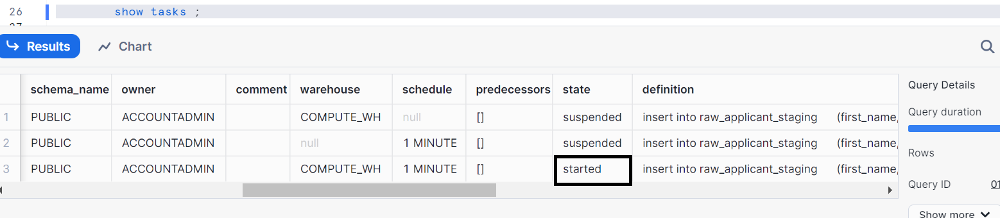 26 show tasks ;
27
Results Chart
schema_name owner comment warehouse schedule predecessors state definition
1 PUBLIC ACCOUNTADMIN COMPUTE_WH null [] suspended insert into raw_applicant_staging (first_name,
2 PUBLIC ACCOUNTADMIN null 1 MINUTE [] suspended insert into raw_applicant_staging (first_name,
3 PUBLIC ACCOUNTADMIN COMPUTE_WH 1 MINUTE [] started insert into raw_applicant_staging (first_name,
Query Details
Query duration
Rows
Query ID 01
Show more